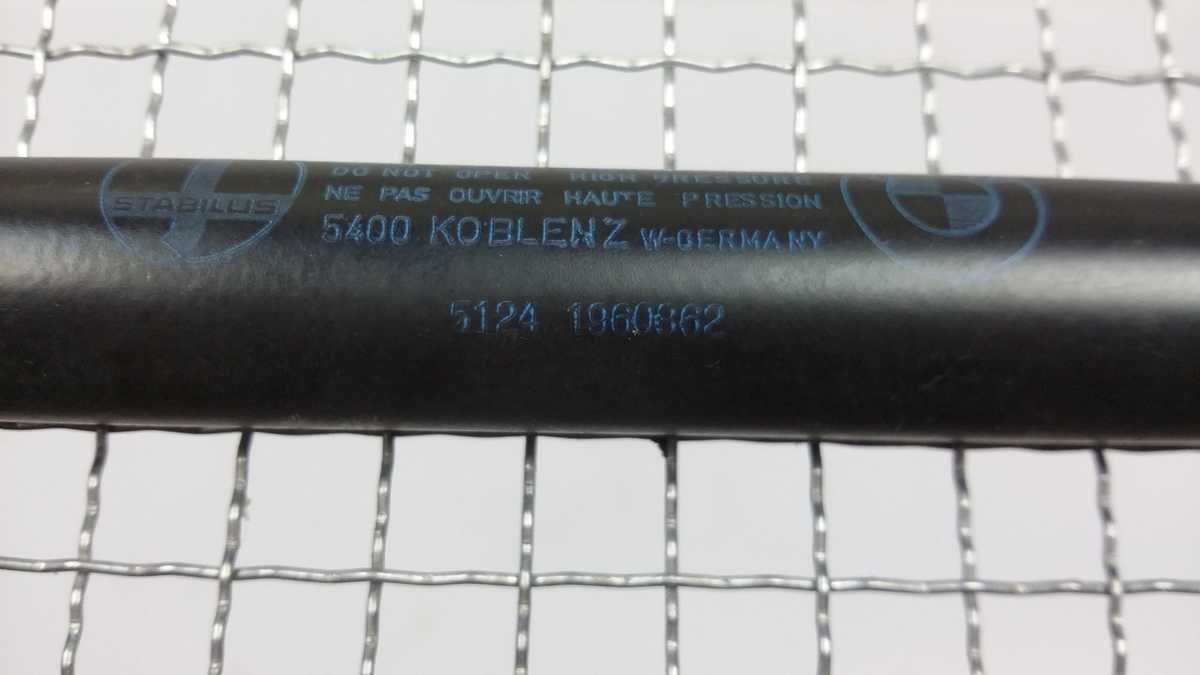 STABILUS
DO NOT OPEN HIGH PRESSURE
NE PAS OUVRIR HAUTE PRESSION
5400 KOBLENZ W-GERMANY
5124 1960862